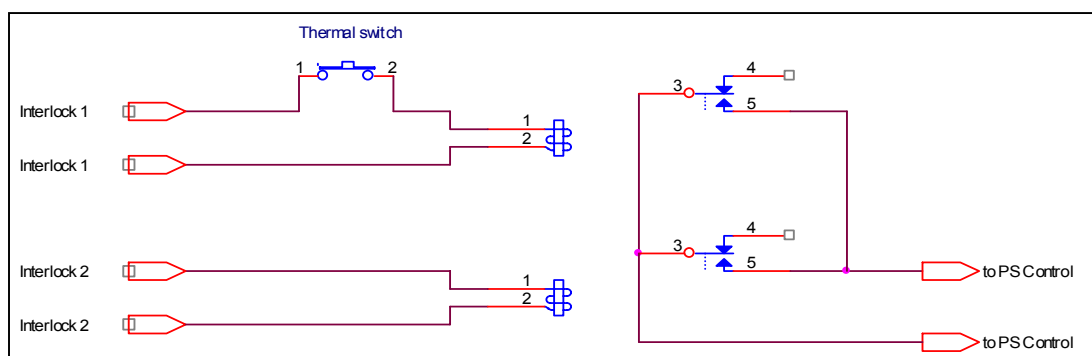 Thermal switch
1 2
Interlock 1
1
2
Interlock 1
Interlock 2
1
2
Interlock 2
4
3
5
4
3
5
to PS Control
to PS Control